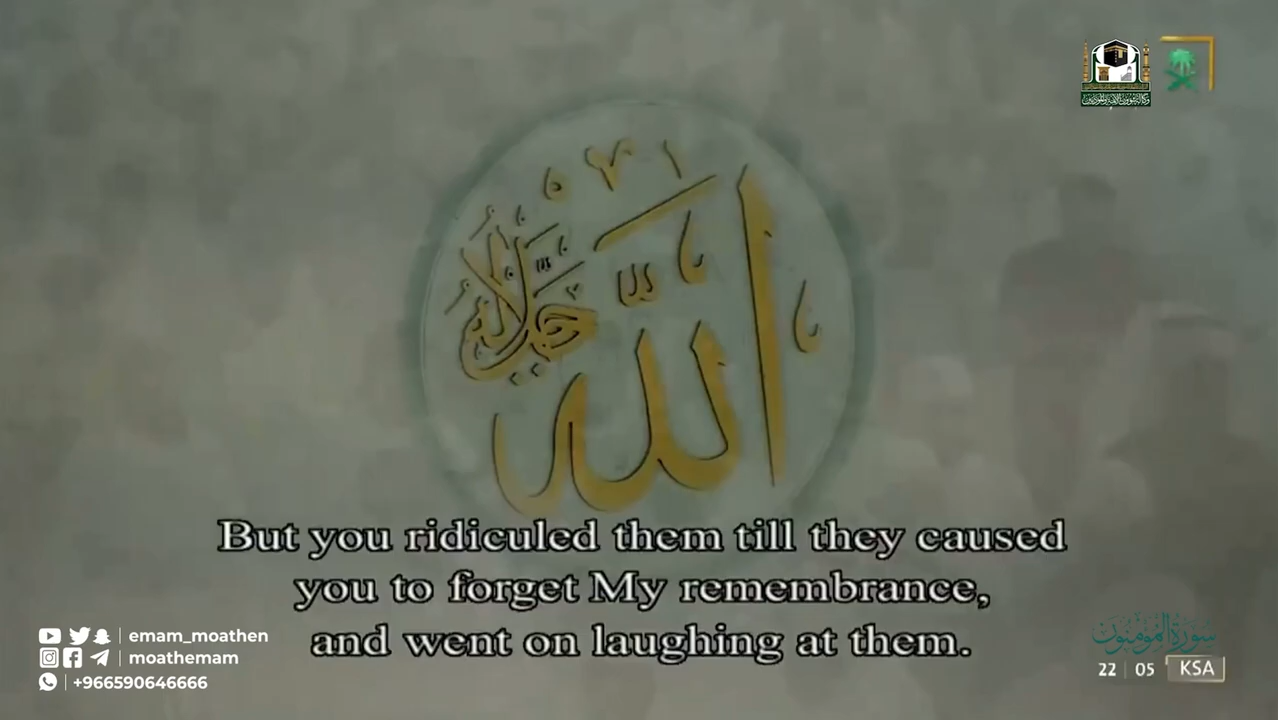 الله
جل جلاله
But you ridiculed them till they caused
you to forget My remembrance,
and went on laughing at them.
emam_moathen
moathemam
+966590646666
سورة المؤمنون
22 | 05 KSA